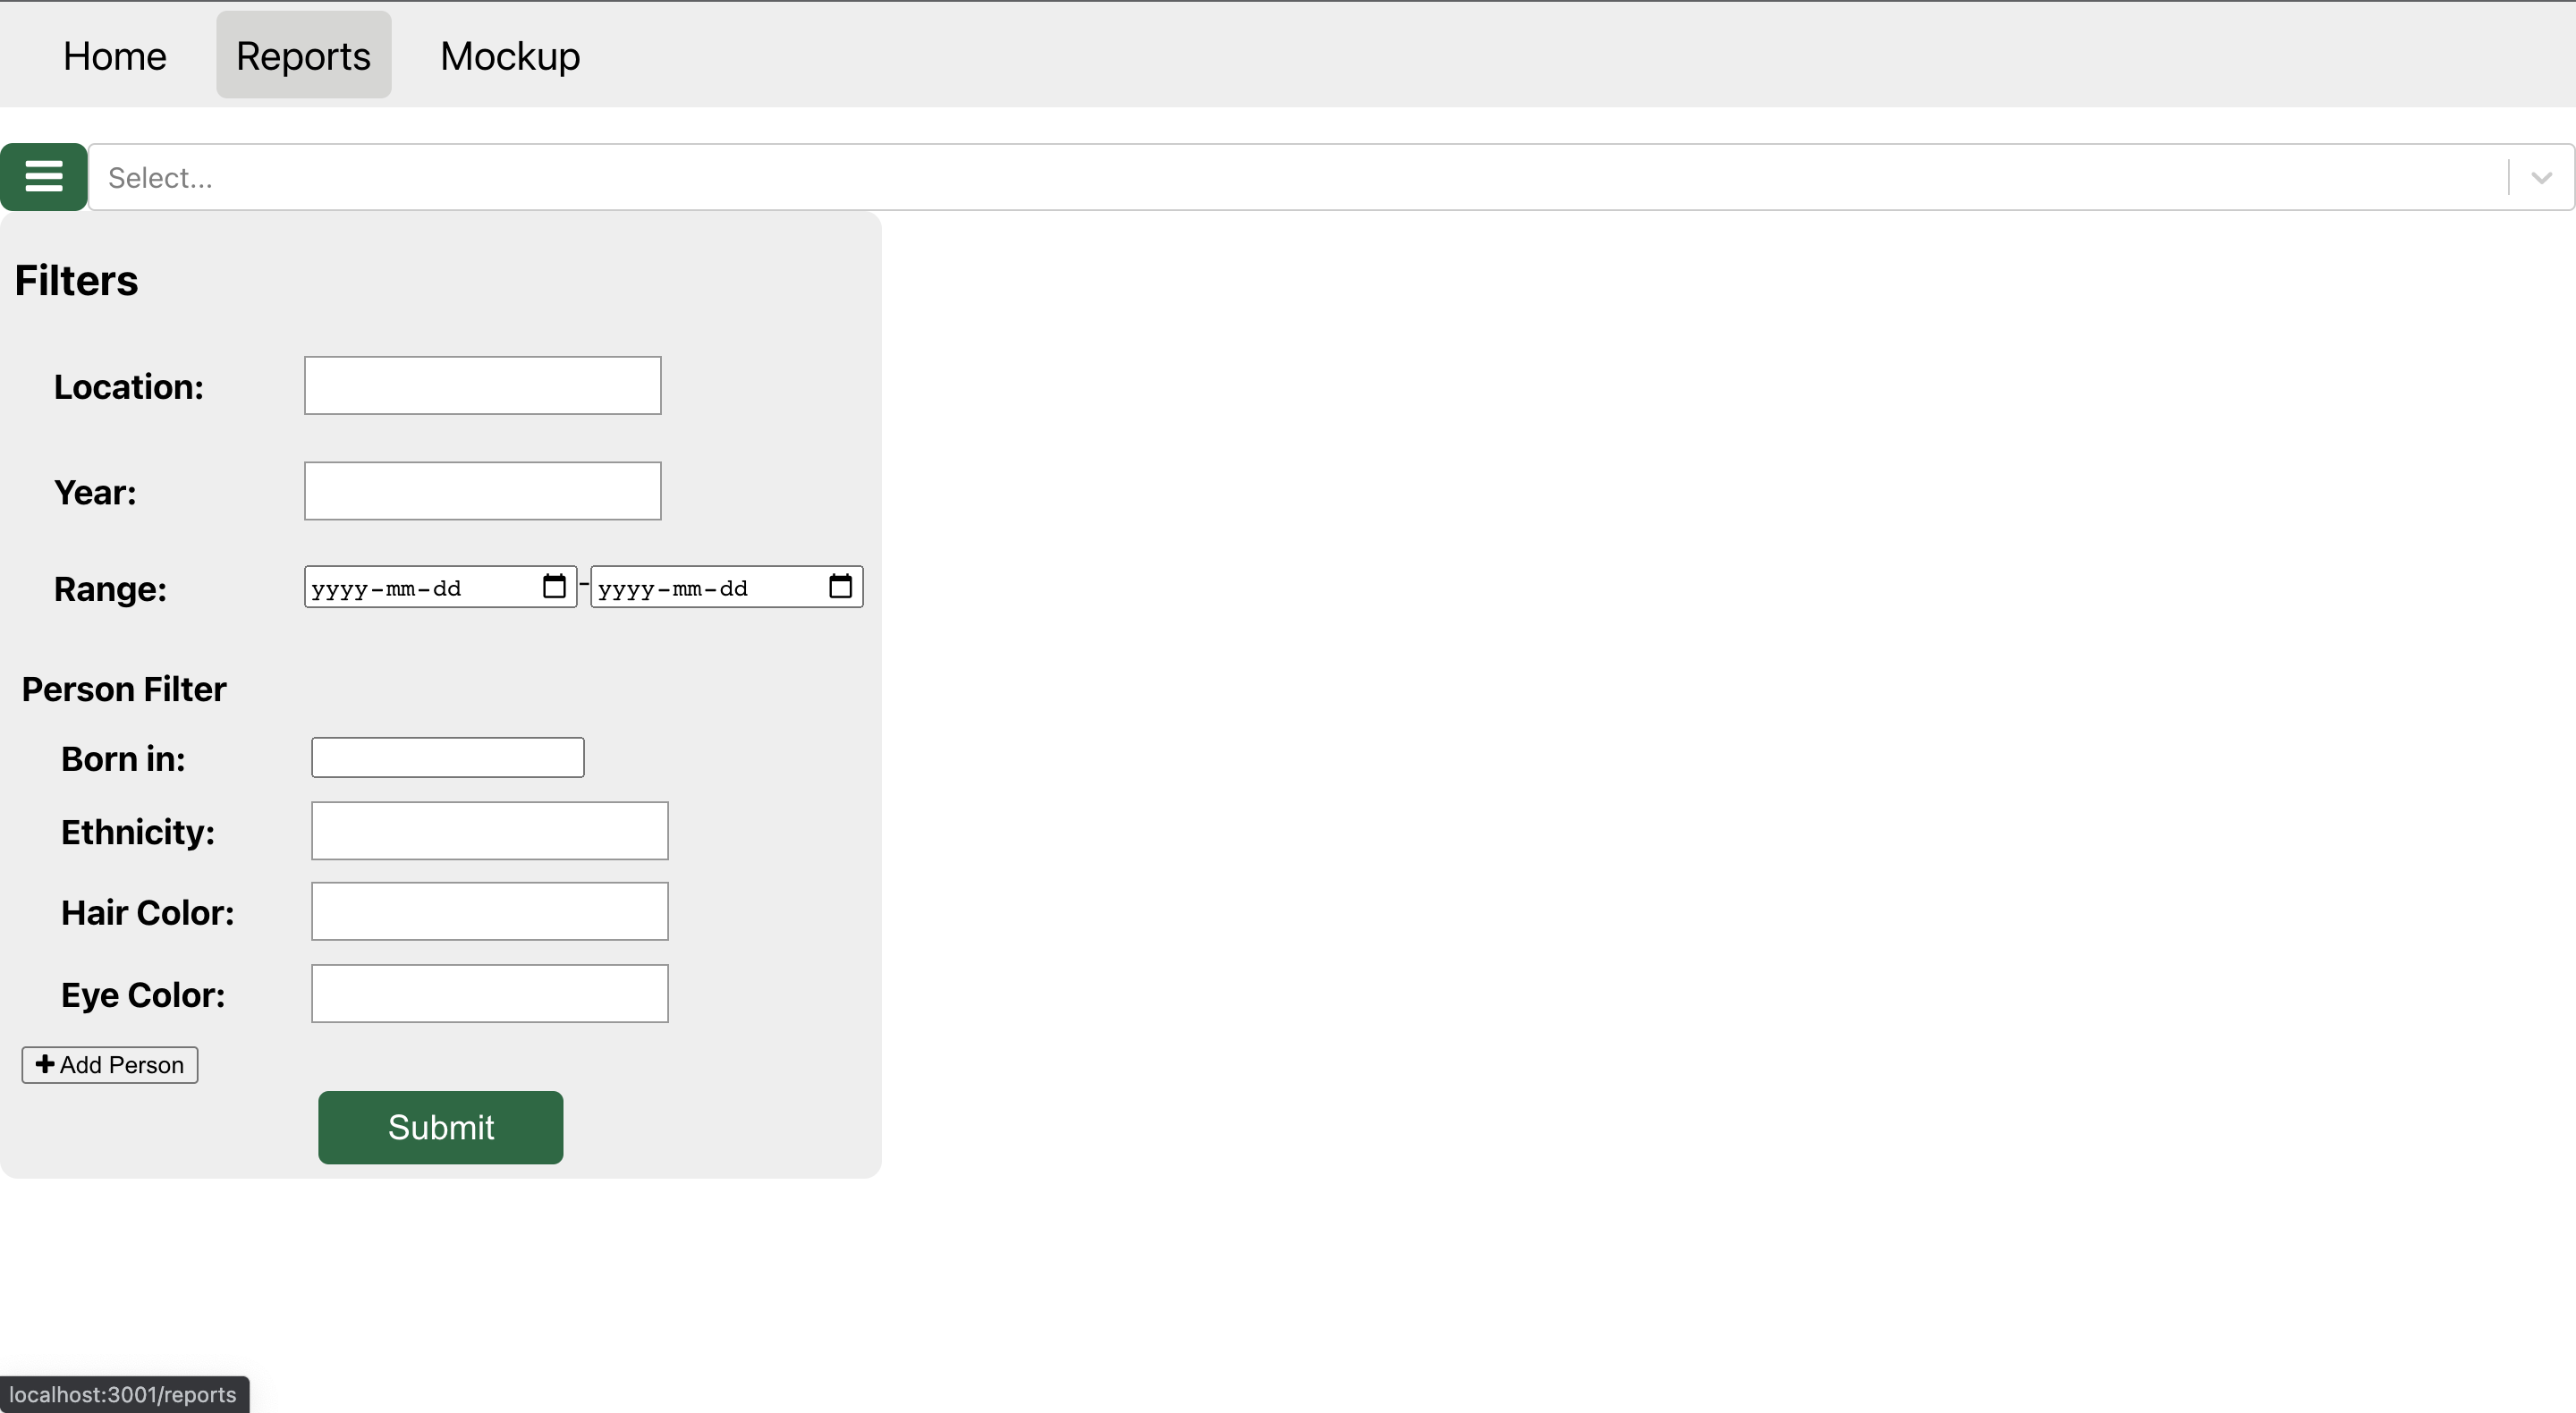 Home Reports Mockup
Select...
Filters
Location:
Year:
Range: yyyy-mm-dd - yyyy-mm-dd
Person Filter
Born in:
Ethnicity:
Hair Color:
Eye Color:
Add Person
Submit
localhost:3001/reports